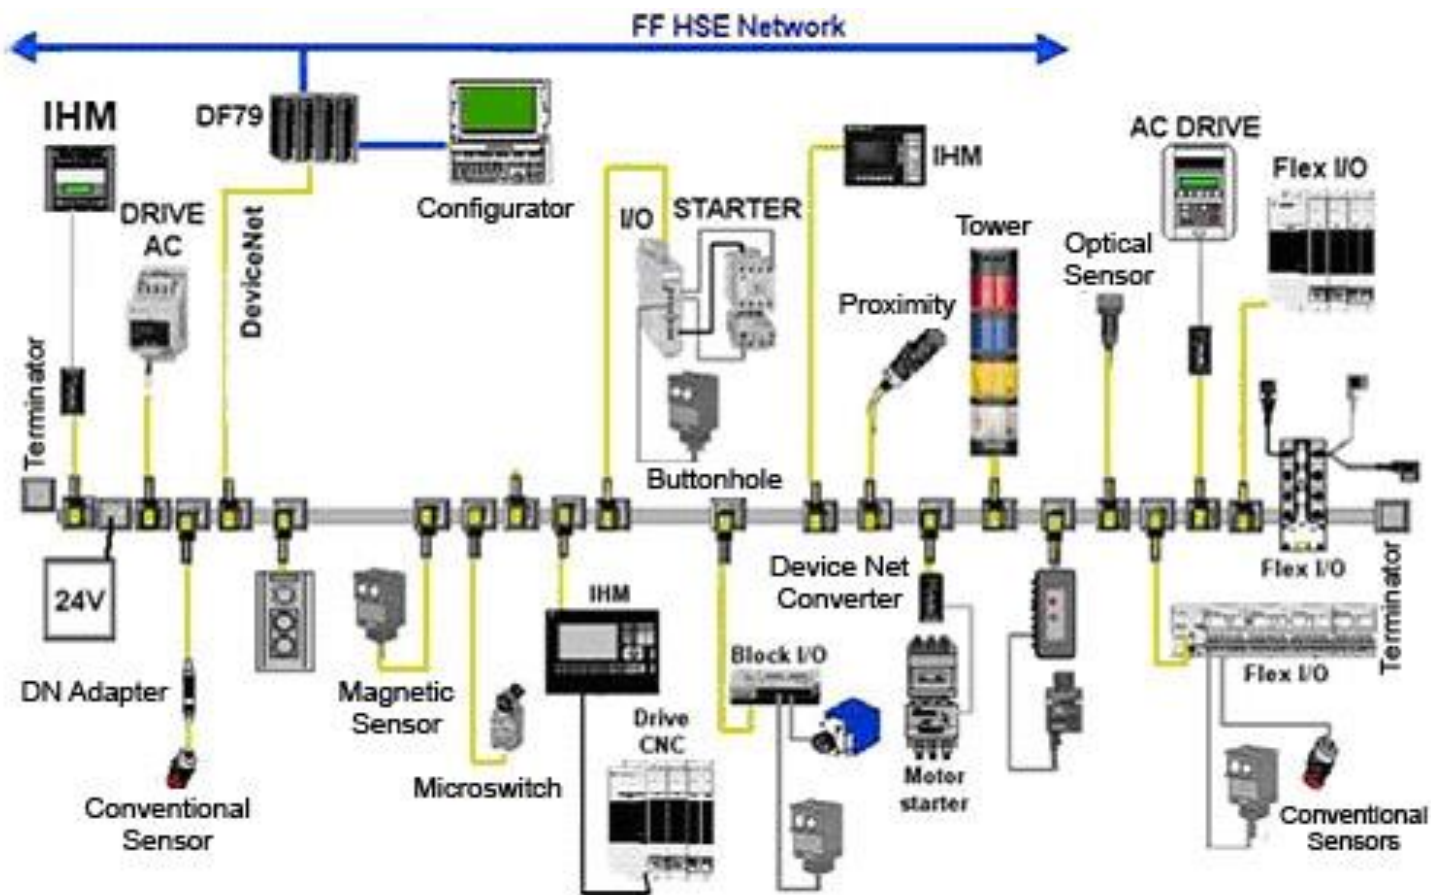 FF HSE Network
IHM
DF79
Configurator
DRIVE
AC
DeviceNet
Terminator
I/O
STARTER
Buttonhole
IHM
Proximity
Tower
Optical
Sensor
AC DRIVE
Flex I/O
24V
DN Adapter
Conventional
Sensor
Magnetic
Sensor
Microswitch
IHM
Drive
CNC
Block I/O
Device Net
Converter
Motor
starter
Flex I/O
Flex I/O
Terminator
Conventional
Sensors